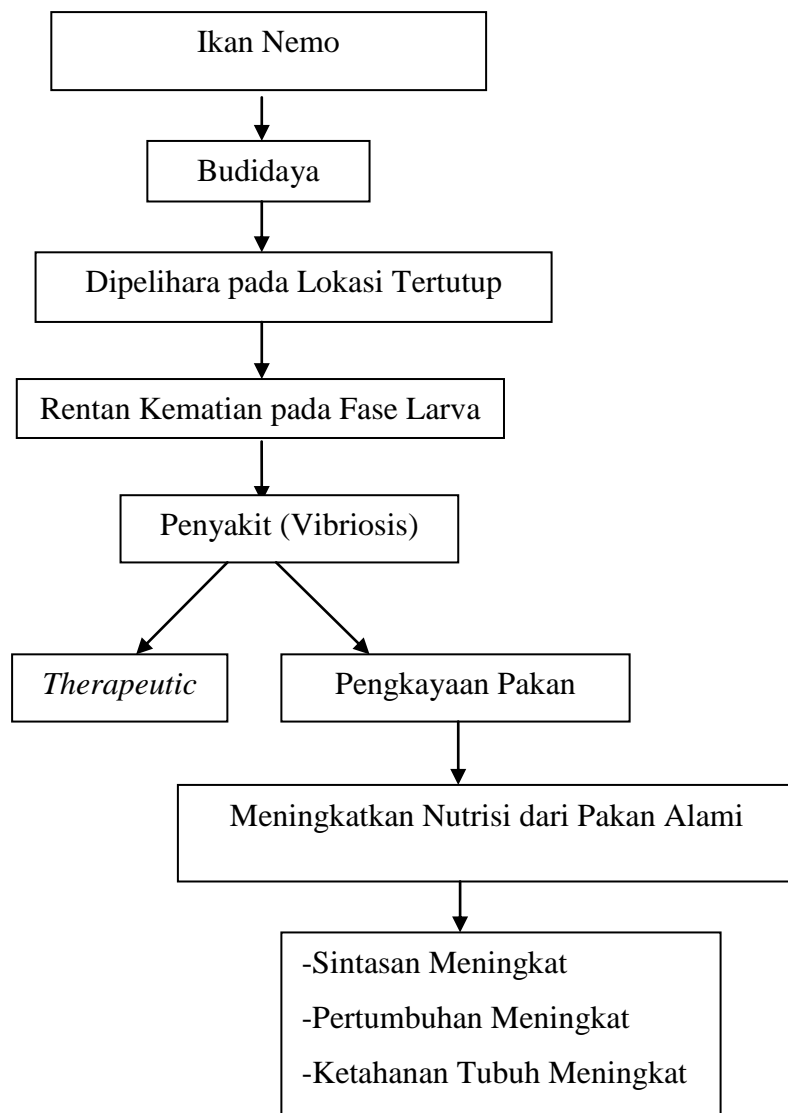 Ikan Nemo
Budidaya
Dipelihara pada Lokasi Tertutup
Rentan Kematian pada Fase Larva
Penyakit (Vibriosis)
Therapeutic
Pengkayaan Pakan
Meningkatkan Nutrisi dari Pakan Alami
-Sintasan Meningkat
-Pertumbuhan Meningkat
-Ketahanan Tubuh Meningkat